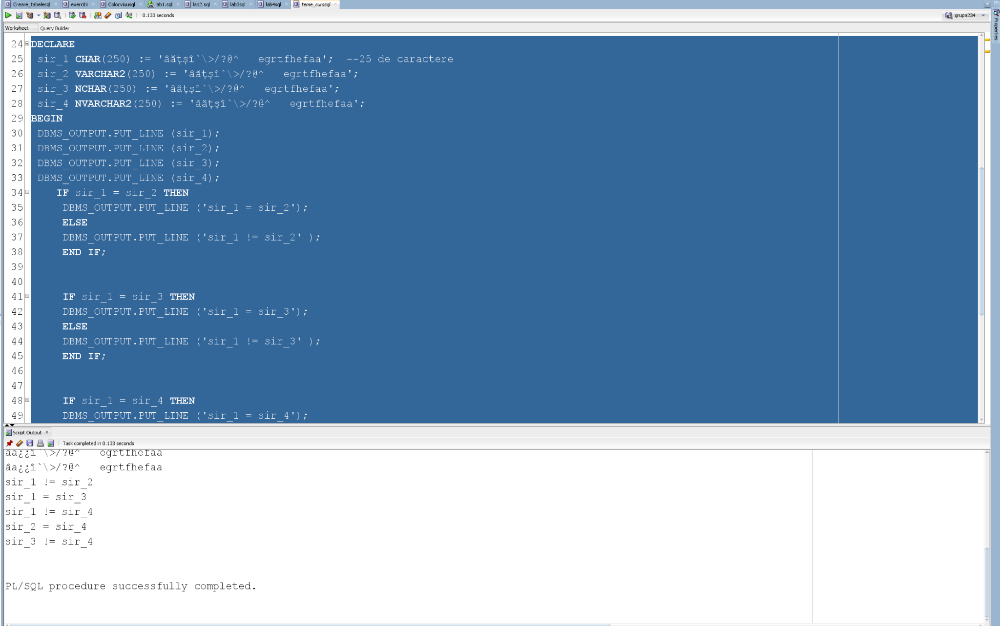 Creare_tabelesql exercitii Colocviuusql lab1.sql lab2.sql lab3sql lab4sql teme_curssql
0.133 seconds grupa234
Properties
Worksheet Query Builder
24 DECLARE
25 sir_1 CHAR(250) := 'âățșî`\>/?@^   egrtfhefaa';  --25 de caractere
26 sir_2 VARCHAR2(250) := 'âățșî`\>/?@^   egrtfhefaa';
27 sir_3 NCHAR(250) := 'âățșî`\>/?@^   egrtfhefaa';
28 sir_4 NVARCHAR2(250) := 'âățșî`\>/?@^   egrtfhefaa';
29 BEGIN
30 DBMS_OUTPUT.PUT_LINE (sir_1);
31 DBMS_OUTPUT.PUT_LINE (sir_2);
32 DBMS_OUTPUT.PUT_LINE (sir_3);
33 DBMS_OUTPUT.PUT_LINE (sir_4);
34 IF sir_1 = sir_2 THEN
35 DBMS_OUTPUT.PUT_LINE ('sir_1 = sir_2');
36 ELSE
37 DBMS_OUTPUT.PUT_LINE ('sir_1 != sir_2' );
38 END IF;
39
40
41 IF sir_1 = sir_3 THEN
42 DBMS_OUTPUT.PUT_LINE ('sir_1 = sir_3');
43 ELSE
44 DBMS_OUTPUT.PUT_LINE ('sir_1 != sir_3' );
45 END IF;
46
47
48 IF sir_1 = sir_4 THEN
49 DBMS_OUTPUT.PUT_LINE ('sir_1 = sir_4');
Script Output
Task completed in 0.133 seconds
âa¿¿î`\>/?@^   egrtfhefaa
âa¿¿î`\>/?@^   egrtfhefaa
sir_1 != sir_2
sir_1 = sir_3
sir_1 != sir_4
sir_2 = sir_4
sir_3 != sir_4
PL/SQL procedure successfully completed.